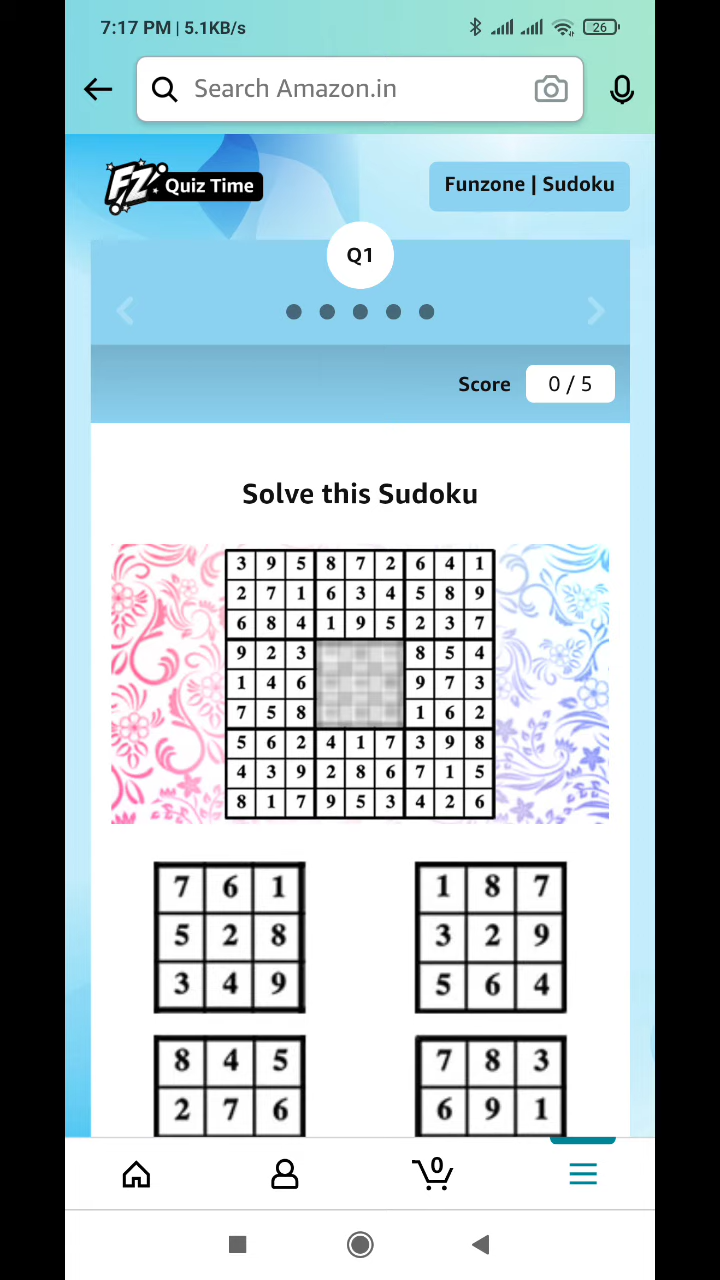 7:17 PM | 5.1KB/s 26
Search Amazon.in
FZ Quiz Time
Funzone | Sudoku
Q1
Score 0 / 5
Solve this Sudoku
3 9 5 8 7 2 6 4 1
2 7 1 6 3 4 5 8 9
6 8 4 1 9 5 2 3 7
9 2 3 8 5 4
1 4 6 9 7 3
7 5 8 1 6 2
5 6 2 4 1 7 3 9 8
4 3 9 2 8 6 7 1 5
8 1 7 9 5 3 4 2 6
7 6 1
5 2 8
3 4 9
1 8 7
3 2 9
5 6 4
8 4 5
2 7 6
7 8 3
6 9 1
0